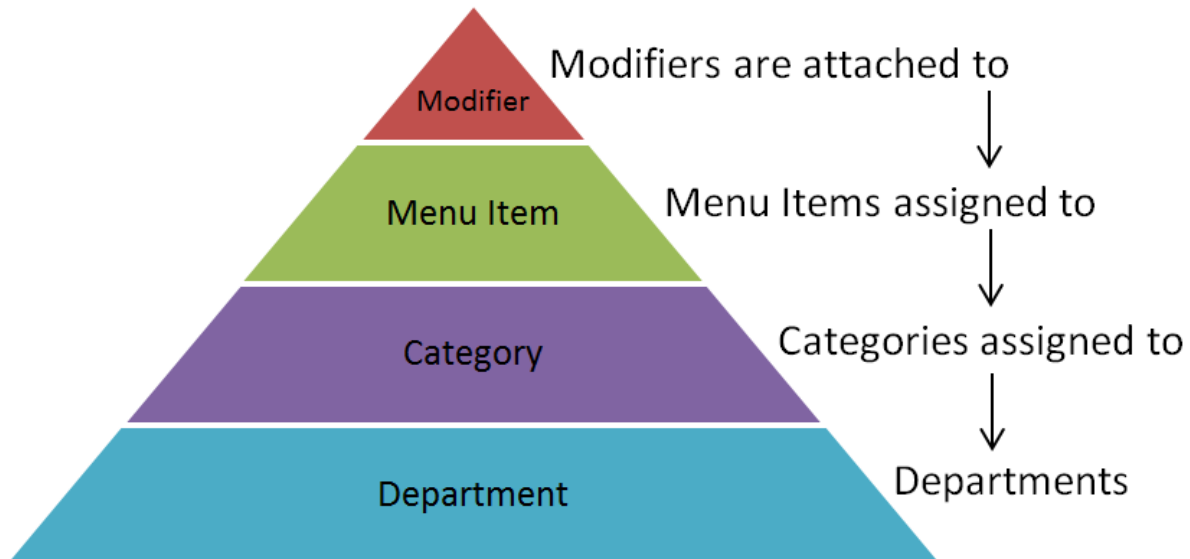 Modifiers are attached to
Modifier
Menu Items assigned to
Menu Item
Categories assigned to
Category
Departments
Department